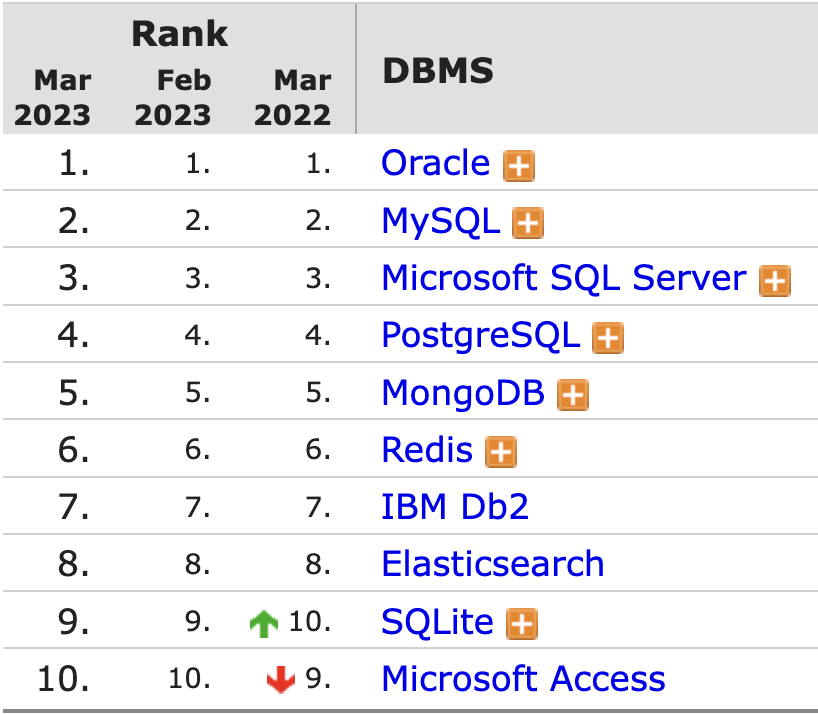 Rank
Mar 2023 Feb 2023 Mar 2022 DBMS
1. 1. 1. Oracle
2. 2. 2. MySQL
3. 3. 3. Microsoft SQL Server
4. 4. 4. PostgreSQL
5. 5. 5. MongoDB
6. 6. 6. Redis
7. 7. 7. IBM Db2
8. 8. 8. Elasticsearch
9. 9. 10. SQLite
10. 10. 9. Microsoft Access